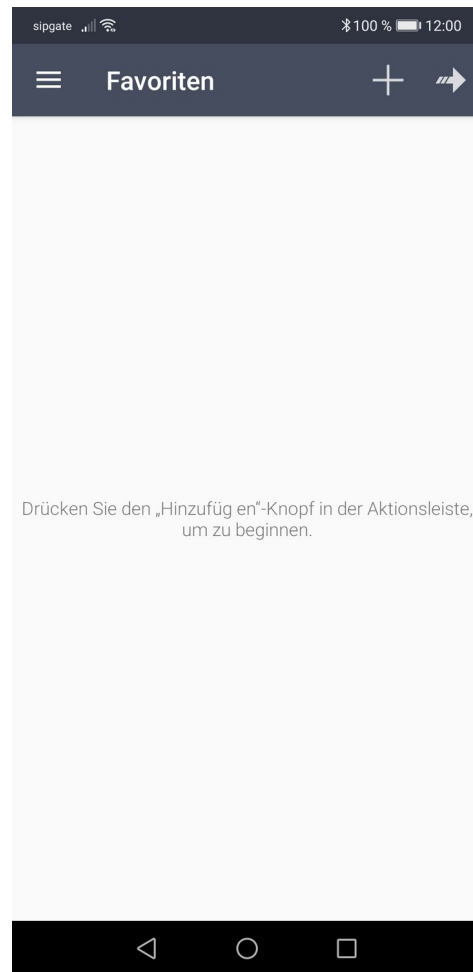 sipgate 100 % 12:00
Favoriten
Drücken Sie den „Hinzufüg en“-Knopf in der Aktionsleiste,
um zu beginnen.